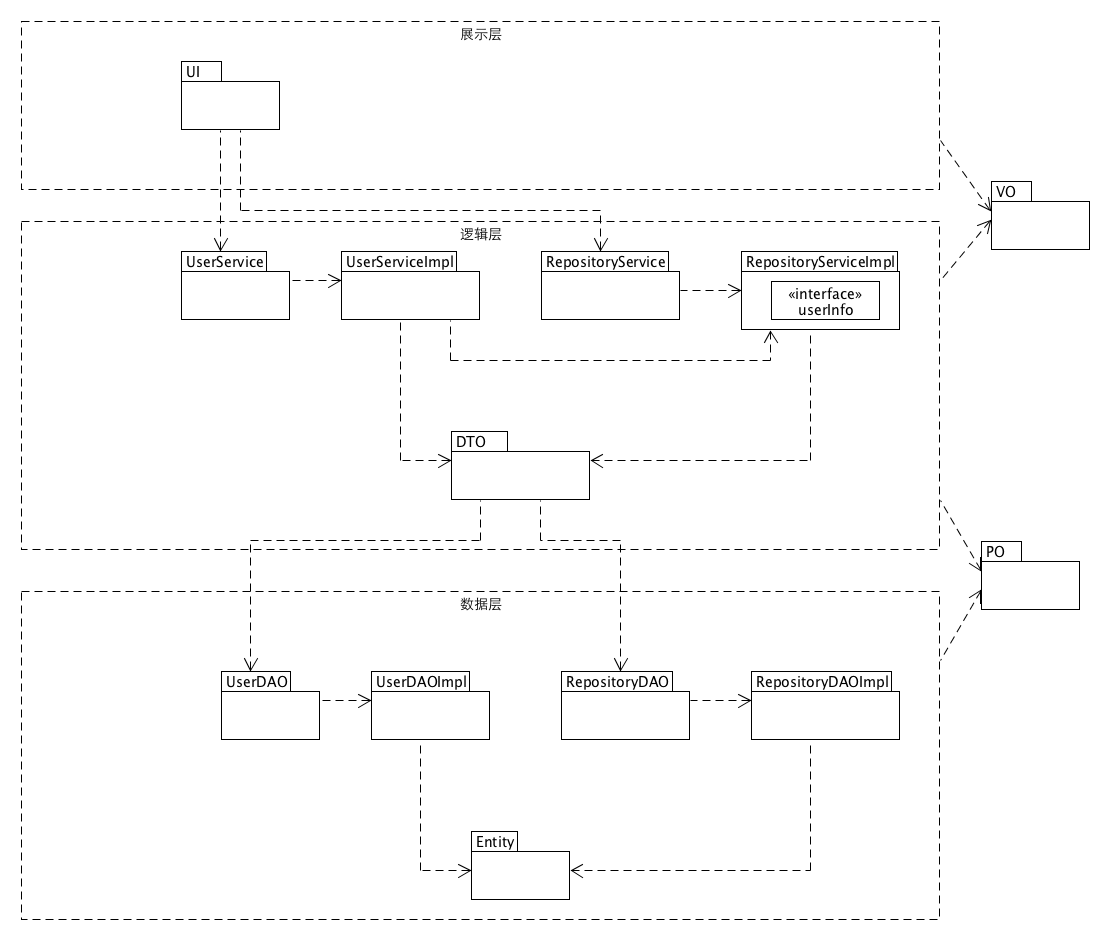 展示层
UI
VO
逻辑层
UserService
UserServiceImpl
RepositoryService
RepositoryServiceImpl
«interface»
userInfo
DTO
PO
数据层
UserDAO
UserDAOImpl
RepositoryDAO
RepositoryDAOImpl
Entity